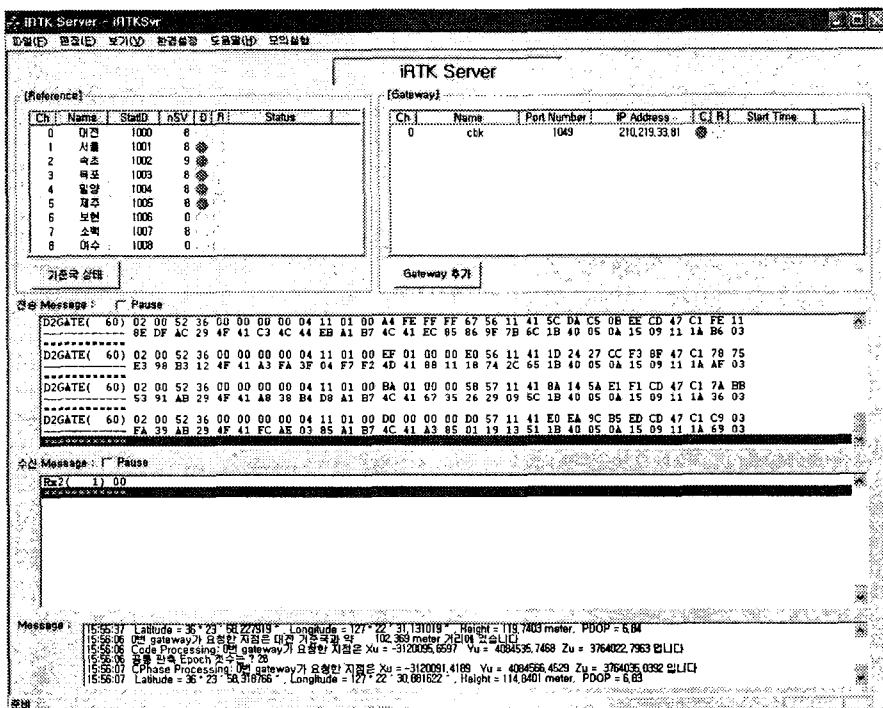 iRTK Server - iRTKSvr
파일(F) 편집(E) 보기(V) 환경설정 도움말(H) 모의실험
iRTK Server
[Reference]
Ch Name StatID nSV D R Status
0 대전 1000 8
1 서울 1001 8
2 속초 1002 9
3 목포 1003 8
4 밀양 1004 8
5 제주 1005 8
6 보현 1006 0
7 소백 1007 8
8 여수 1008 0
기준국 상태
[Gateway]
Ch Name Port Number IP Address C R Start Time
0 cbk 1049 210.219.33.81
Gateway 추가
전송 Message : Pause
D2GATE( 60) 02 00 52 36 00 00 00 00 04 11 01 00 A4 FE FF FF 67 56 11 41 5C DA C5 0B EE CD 47 C1 FE 11
8E DF AC 29 4F 41 C3 4C 44 EB A1 B7 4C 41 EC 85 86 9F 7B 6C 1B 40 05 0A 15 09 11 1A B6 03
D2GATE( 60) 02 00 52 36 00 00 00 00 04 11 01 00 EF 01 00 00 E0 56 11 41 1D 24 27 CC F3 8F 47 C1 78 75
E3 98 B3 12 4F 41 A3 FA 3F 04 F7 F2 4D 41 88 11 18 74 2C 65 1B 40 05 0A 15 09 11 1A AF 03
D2GATE( 60) 02 00 52 36 00 00 00 00 04 11 01 00 BA 01 00 00 58 57 11 41 8A 14 5A E1 F1 CD 47 C1 7A BB
53 91 AB 29 4F 41 A8 38 B4 D8 A1 B7 4C 41 67 35 26 29 09 5C 1B 40 05 0A 15 09 11 1A 36 03
D2GATE( 60) 02 00 52 36 00 00 00 00 04 11 01 00 D0 00 00 00 D0 57 11 41 E0 EA 9C B5 ED CD 47 C1 C9 03
FA 39 AB 29 4F 41 FC AE 03 85 A1 B7 4C 41 A3 85 01 19 13 51 1B 40 05 0A 15 09 11 1A 69 03
수신 Message : Pause
Rx2( 1) 00
Message :
15:55:37 Latitude = 36 * 23 ' 58,227919 " , Longitude = 127 * 22 ' 31,131019 " , Height = 119,7403 meter, PDOP = 6,84
15:56:06 0번 gateway가 요청한 지점은 대전 기준국과 약 102,369 meter 거리에 있습니다
15:56:06 Code Processing: 0번 gateway가 요청한 지점은 Xu = -3120095,6597 Yu = 4084535,7468 Zu = 3764022,7963 입니다
15:56:06 공통 관측 Epoch 갯수는 ? 28
15:56:07 CPhase Processing: 0번 gateway가 요청한 지점은 Xu = -3120091,4189 Yu = 4084566,4529 Zu = 3764035,0392 입니다
15:56:07 Latitude = 36 * 23 ' 58,318766 " , Longitude = 127 * 22 ' 30,881622 " , Height = 114,8401 meter, PDOP = 6,83
준비